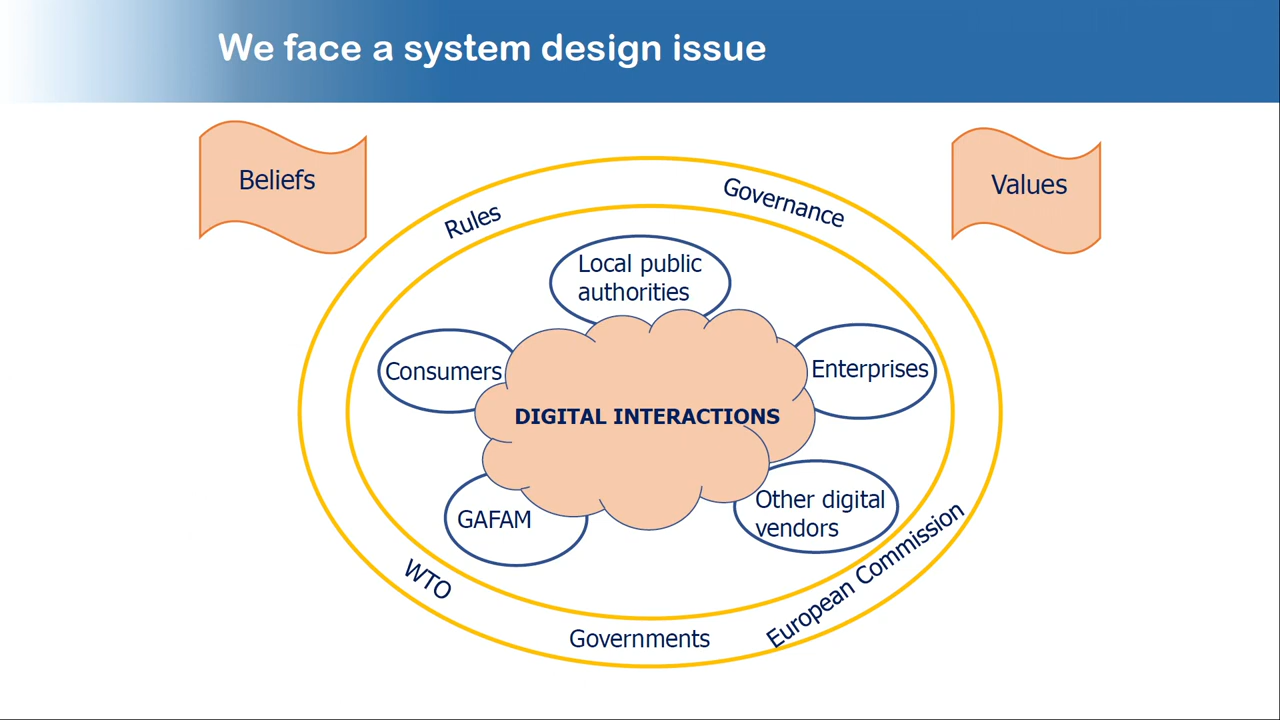 We face a system design issue
Beliefs
Values
Rules
Governance
Local public
authorities
Consumers
Enterprises
DIGITAL INTERACTIONS
GAFAM
Other digital
vendors
WTO
Governments
European Commission